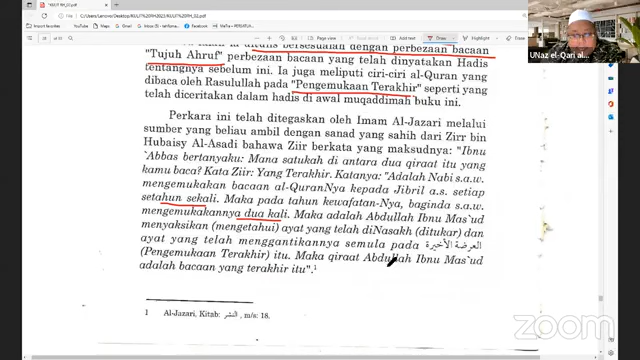 UNaz el-Qari al...
"Tujuh Ahruf" perbezaan bacaan yang telah dinyatakan Hadis
tentangnya sebelum ini. Ia juga meliputi ciri-ciri al-Quran yang
dibaca oleh Rasulullah pada "Pengemukaan Terakhir" seperti yang
telah diceritakan dalam hadis di awal muqaddimah buku ini.
Perkara ini telah ditegaskan oleh Imam Al-Jazari melalui
sumber yang beliau ambil dengan sanad yang sahih dari Zirr bin
Hubaisy Al-Asadi bahawa Ziir berkata yang maksudnya: "Ibnu
`Abbas bertanyaku: Mana satukah di antara dua qiraat itu yang
kamu baca? Kata Ziir: Yang Terakhir. Katanya: "Adalah Nabi s.a.w.
mengemukakan bacaan al-QuranNya kepada Jibril a.s. setiap
setahun sekali. Maka pada tahun kewafatan-Nya, baginda s.a.w.
mengemukakannya dua kali. Maka adalah Abdullah Ibnu Mas`ud
menyaksikan (mengetahui) ayat yang telah diNasakh (ditukar) dan
ayat yang telah menggantikannya semula pada العرضة الأخيرة
(Pengemukaan Terakhir) itu. Maka qiraat Abdullah Ibnu Mas`ud
adalah bacaan yang terakhir itu".¹
1 Al-Jazari, Kitab: النشر, m/s: 18.
zoom